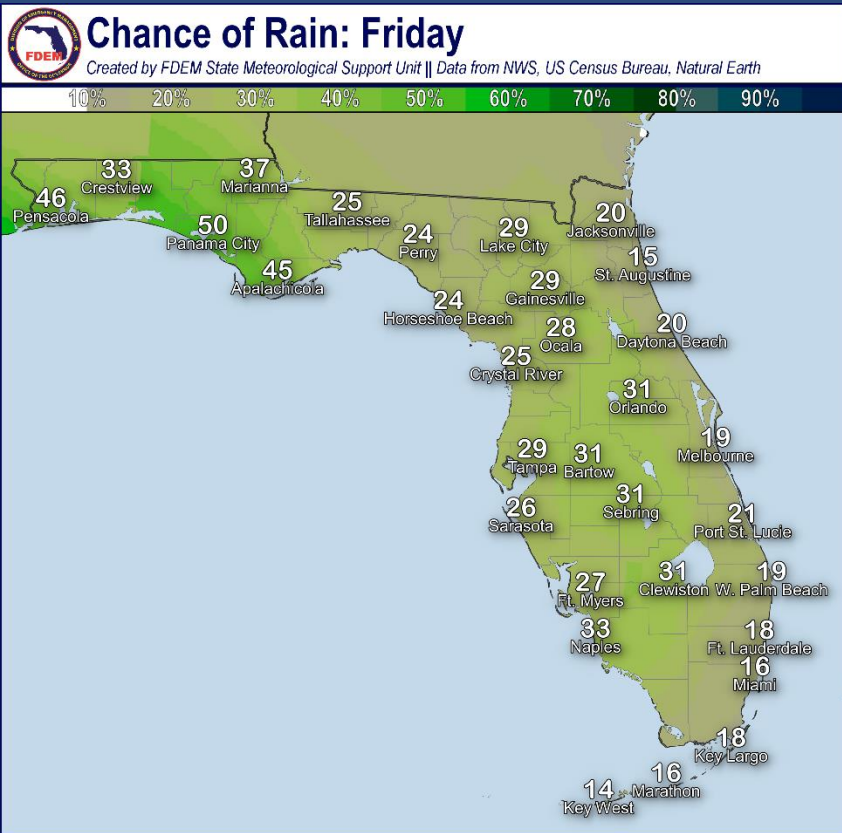 Chance of Rain: Friday
FDEM
Created by FDEM State Meteorological Support Unit || Data from NWS, US Census Bureau, Natural Earth
10% 20% 30% 40% 50% 60% 70% 80% 90%
33
Crestview
37
Marianna
46
Pensacola
25
Tallahassee
50
Panama City
24
Perry
29
Lake City
20
Jacksonville
45
Apalachicola
15
St. Augustine
29
Gainesville
24
Horseshoe Beach
28
Ocala
20
Daytona Beach
25
Crystal River
31
Orlando
29
Tampa
31
Bartow
19
Melbourne
26
Sarasota
31
Sebring
21
Port St. Lucie
27
Ft. Myers
31
Clewiston
19
W. Palm Beach
33
Naples
18
Ft. Lauderdale
16
Miami
18
Key Largo
16
Marathon
14
Key West